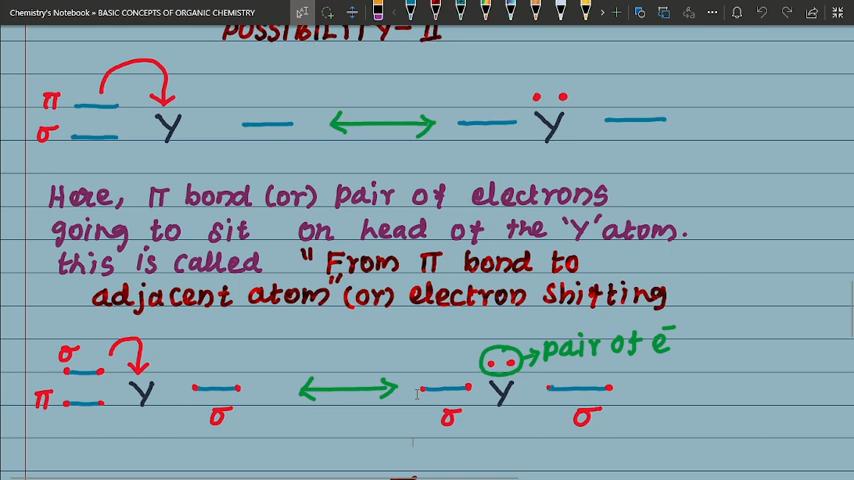 Chemistry's Notebook » BASIC CONCEPTS OF ORGANIC CHEMISTRY
POSSIBILITY-II
π
σ Y Y
Here, π bond (or) pair of electrons
going to sit on head of the 'Y' atom.
this is called "From π bond to
adjacent atom" (or) electron shifting
σ pair of e⁻
π Y Y
σ σ σ